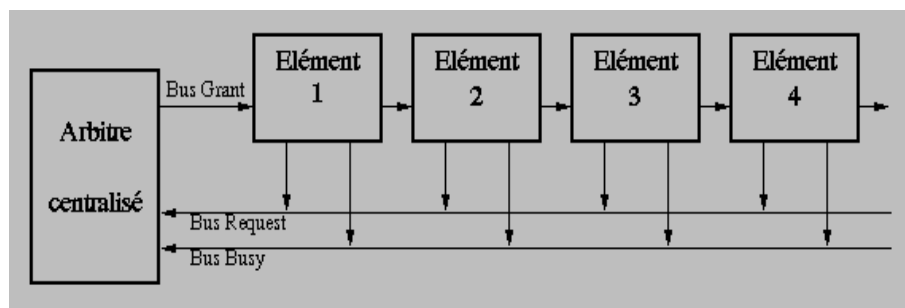 Elément
1
Elément
2
Elément
3
Elément
4
Bus Grant
Arbitre
centralisé
Bus Request
Bus Busy